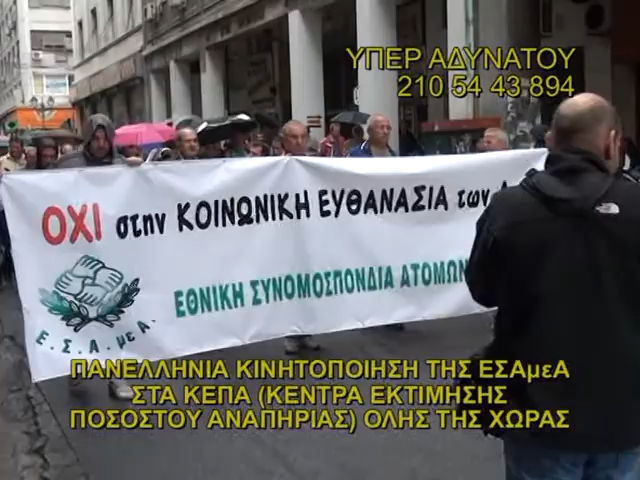 ΥΠΕΡ ΑΔΥΝΑΤΟΥ
210 54 43 894
ΟΧΙ στην ΚΟΙΝΩΝΙΚΗ ΕΥΘΑΝΑΣΙΑ των
ΕΘΝΙΚΗ ΣΥΝΟΜΟΣΠΟΝΔΙΑ ΑΤΟΜΩΝ
Ε.Σ.Α.μεΑ.
ΠΑΝΕΛΛΗΝΙΑ ΚΙΝΗΤΟΠΟΙΗΣΗ ΤΗΣ ΕΣΑμεΑ
ΣΤΑ ΚΕΠΑ (ΚΕΝΤΡΑ ΕΚΤΙΜΗΣΗΣ
ΠΟΣΟΣΤΟΥ ΑΝΑΠΗΡΙΑΣ) ΟΛΗΣ ΤΗΣ ΧΩΡΑΣ